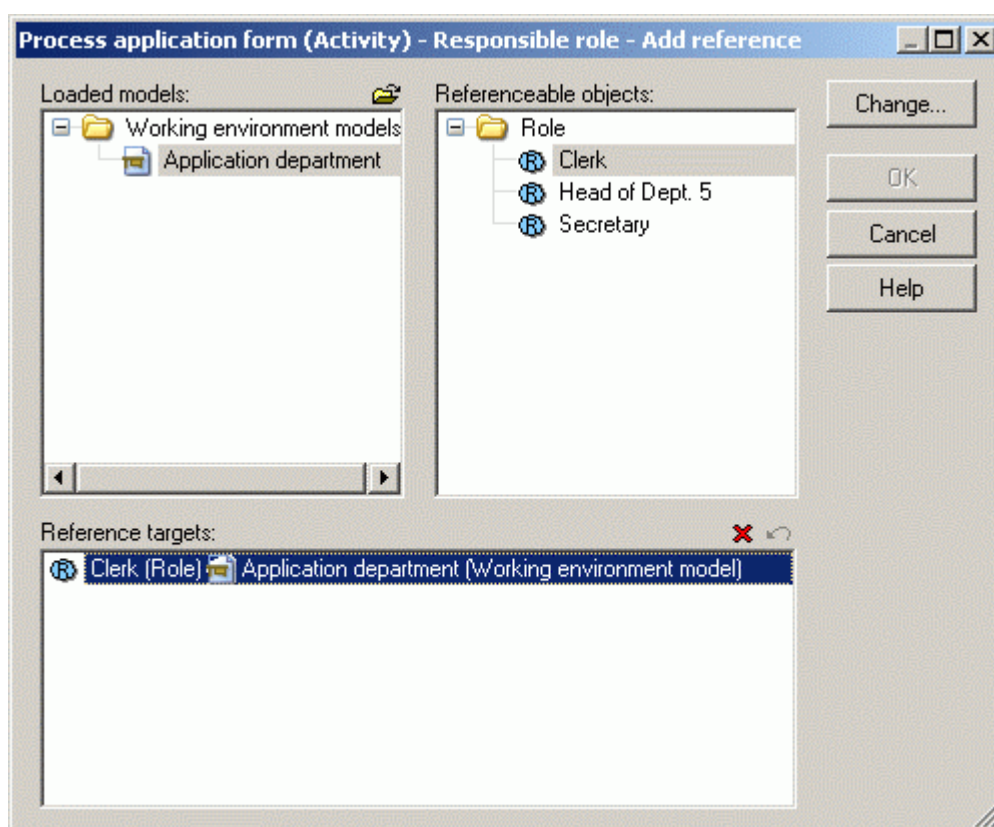 Process application form (Activity) - Responsible role - Add reference
Loaded models:
Working environment models
Application department
Referenceable objects:
Role
Clerk
Head of Dept. 5
Secretary
Change...
OK
Cancel
Help
Reference targets:
Clerk (Role) Application department (Working environment model)